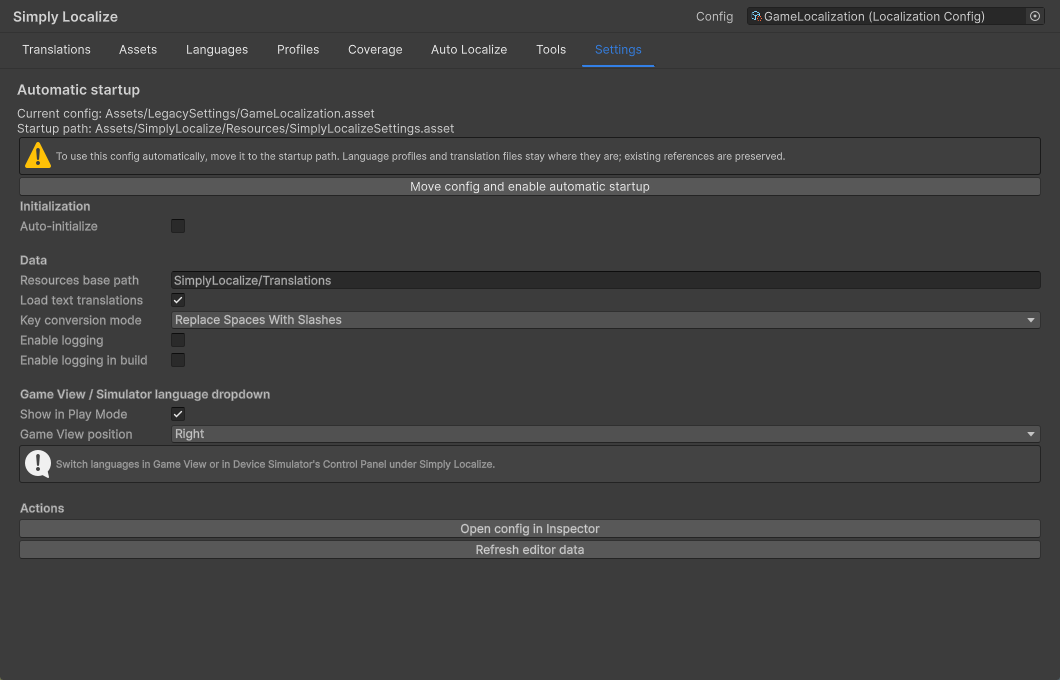 Simply Localize
Config GameLocalization (Localization Config)
Translations Assets Languages Profiles Coverage Auto Localize Tools Settings
Automatic startup
Current config: Assets/LegacySettings/GameLocalization.asset
Startup path: Assets/SimplyLocalize/Resources/SimplyLocalizeSettings.asset
To use this config automatically, move it to the startup path. Language profiles and translation files stay where they are; existing references are preserved.
Move config and enable automatic startup
Initialization
Auto-initialize
Data
Resources base path SimplyLocalize/Translations
Load text translations
Key conversion mode Replace Spaces With Slashes
Enable logging
Enable logging in build
Game View / Simulator language dropdown
Show in Play Mode
Game View position Right
Switch languages in Game View or in Device Simulator's Control Panel under Simply Localize.
Actions
Open config in Inspector
Refresh editor data